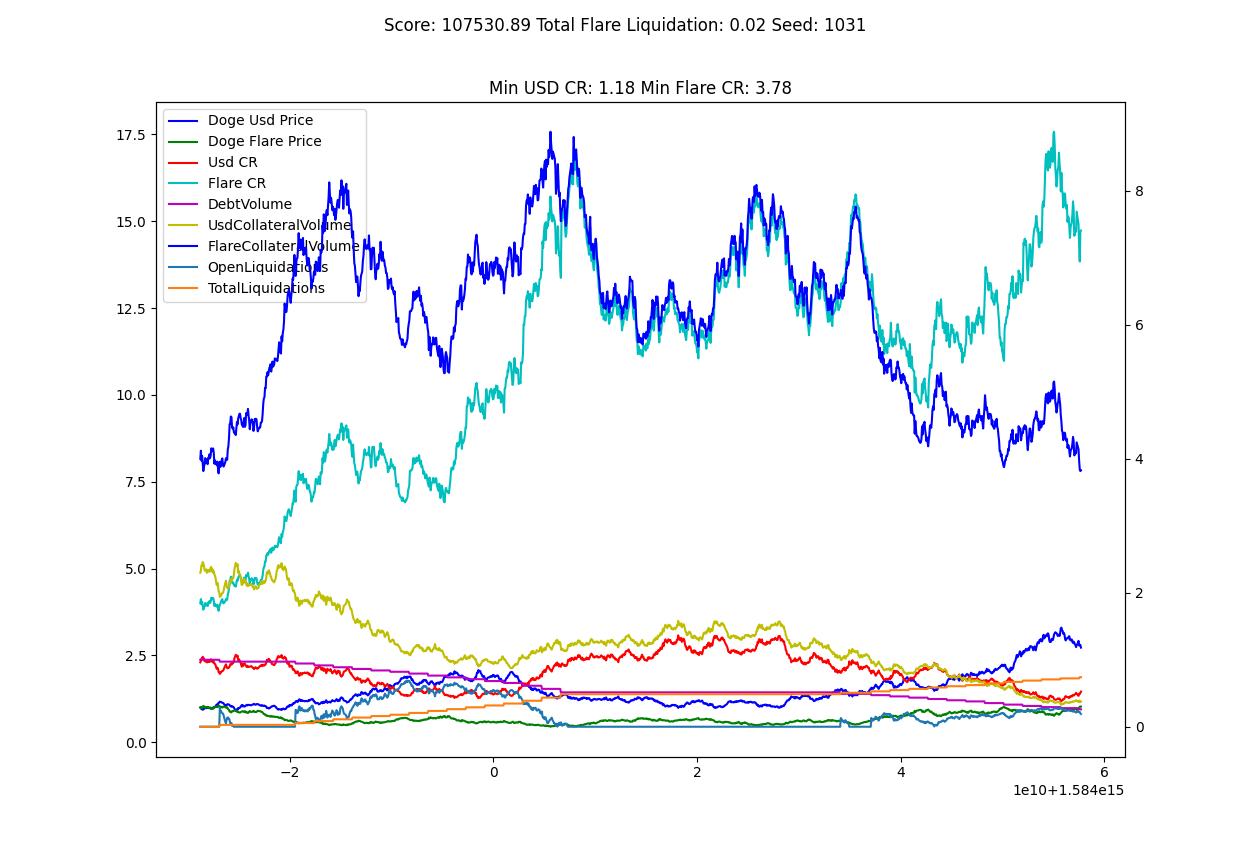 Score: 107530.89 Total Flare Liquidation: 0.02 Seed: 1031
Min USD CR: 1.18 Min Flare CR: 3.78
Doge Usd Price
Doge Flare Price
Usd CR
Flare CR
DebtVolume
UsdCollateralVolume
FlareCollateralVolume
OpenLiquidations
TotalLiquidations
17.5
15.0
12.5
10.0
7.5
5.0
2.5
0.0
8
6
4
2
0
−2
0
2
4
6
1e10+1.584e15